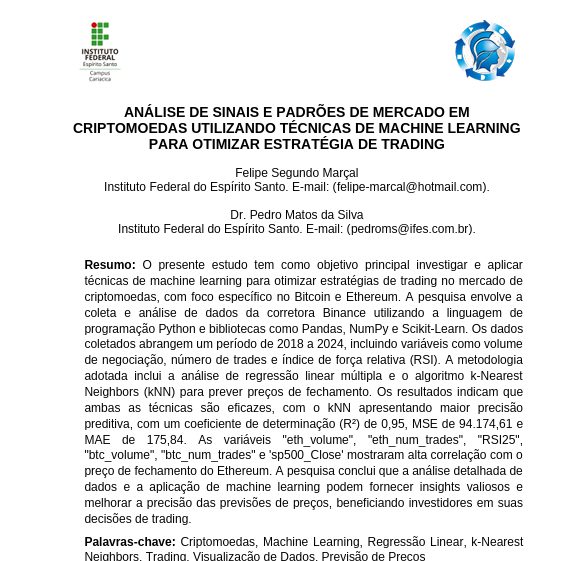 INSTITUTO
FEDERAL
Espírito Santo
Campus
Cariacica
ANÁLISE DE SINAIS E PADRÕES DE MERCADO EM
CRIPTOMOEDAS UTILIZANDO TÉCNICAS DE MACHINE LEARNING
PARA OTIMIZAR ESTRATÉGIA DE TRADING
Felipe Segundo Marçal
Instituto Federal do Espírito Santo. E-mail: (felipe-marcal@hotmail.com).
Dr. Pedro Matos da Silva
Instituto Federal do Espírito Santo. E-mail: (pedroms@ifes.com.br).
Resumo: O presente estudo tem como objetivo principal investigar e aplicar
técnicas de machine learning para otimizar estratégias de trading no mercado de
criptomoedas, com foco específico no Bitcoin e Ethereum. A pesquisa envolve a
coleta e análise de dados da corretora Binance utilizando a linguagem de
programação Python e bibliotecas como Pandas, NumPy e Scikit-Learn. Os dados
coletados abrangem um período de 2018 a 2024, incluindo variáveis como volume
de negociação, número de trades e índice de força relativa (RSI). A metodologia
adotada inclui a análise de regressão linear múltipla e o algoritmo k-Nearest
Neighbors (kNN) para prever preços de fechamento. Os resultados indicam que
ambas as técnicas são eficazes, com o kNN apresentando maior precisão
preditiva, com um coeficiente de determinação (R²) de 0,95, MSE de 94.174,61 e
MAE de 175,84. As variáveis "eth_volume", "eth_num_trades", "RSI25",
"btc_volume", "btc_num_trades" e 'sp500_Close' mostraram alta correlação com o
preço de fechamento do Ethereum. A pesquisa conclui que a análise detalhada de
dados e a aplicação de machine learning podem fornecer insights valiosos e
melhorar a precisão das previsões de preços, beneficiando investidores em suas
decisões de trading.
Palavras-chave: Criptomoedas, Machine Learning, Regressão Linear, k-Nearest
Neighbors, Trading, Visualização de Dados, Previsão de Preços